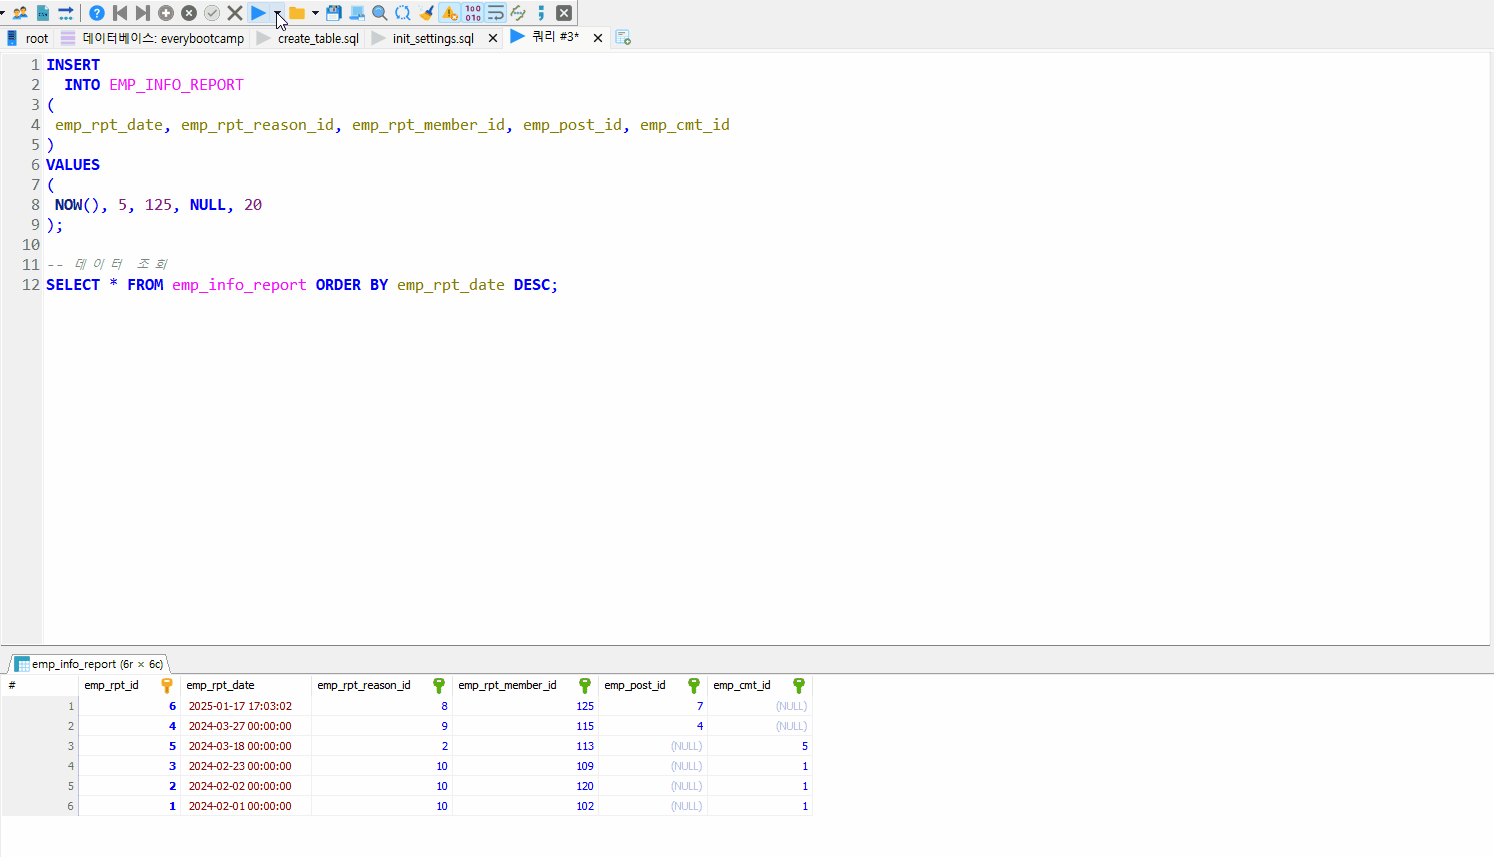 root 데이터베이스: everybootcamp create_table.sql init_settings.sql 쿼리 #3*
1 INSERT
2 INTO EMP_INFO_REPORT
3 (
4 emp_rpt_date, emp_rpt_reason_id, emp_rpt_member_id, emp_post_id, emp_cmt_id
5 )
6 VALUES
7 (
8 NOW(), 5, 125, NULL, 20
9 );
10
11 -- 데이터 조회
12 SELECT * FROM emp_info_report ORDER BY emp_rpt_date DESC;
emp_info_report (6r × 6c)
# emp_rpt_id emp_rpt_date emp_rpt_reason_id emp_rpt_member_id emp_post_id emp_cmt_id
1 6 2025-01-17 17:03:02 8 125 7 (NULL)
2 4 2024-03-27 00:00:00 9 115 4 (NULL)
3 5 2024-03-18 00:00:00 2 113 (NULL) 5
4 3 2024-02-23 00:00:00 10 109 (NULL) 1
5 2 2024-02-02 00:00:00 10 120 (NULL) 1
6 1 2024-02-01 00:00:00 10 102 (NULL) 1